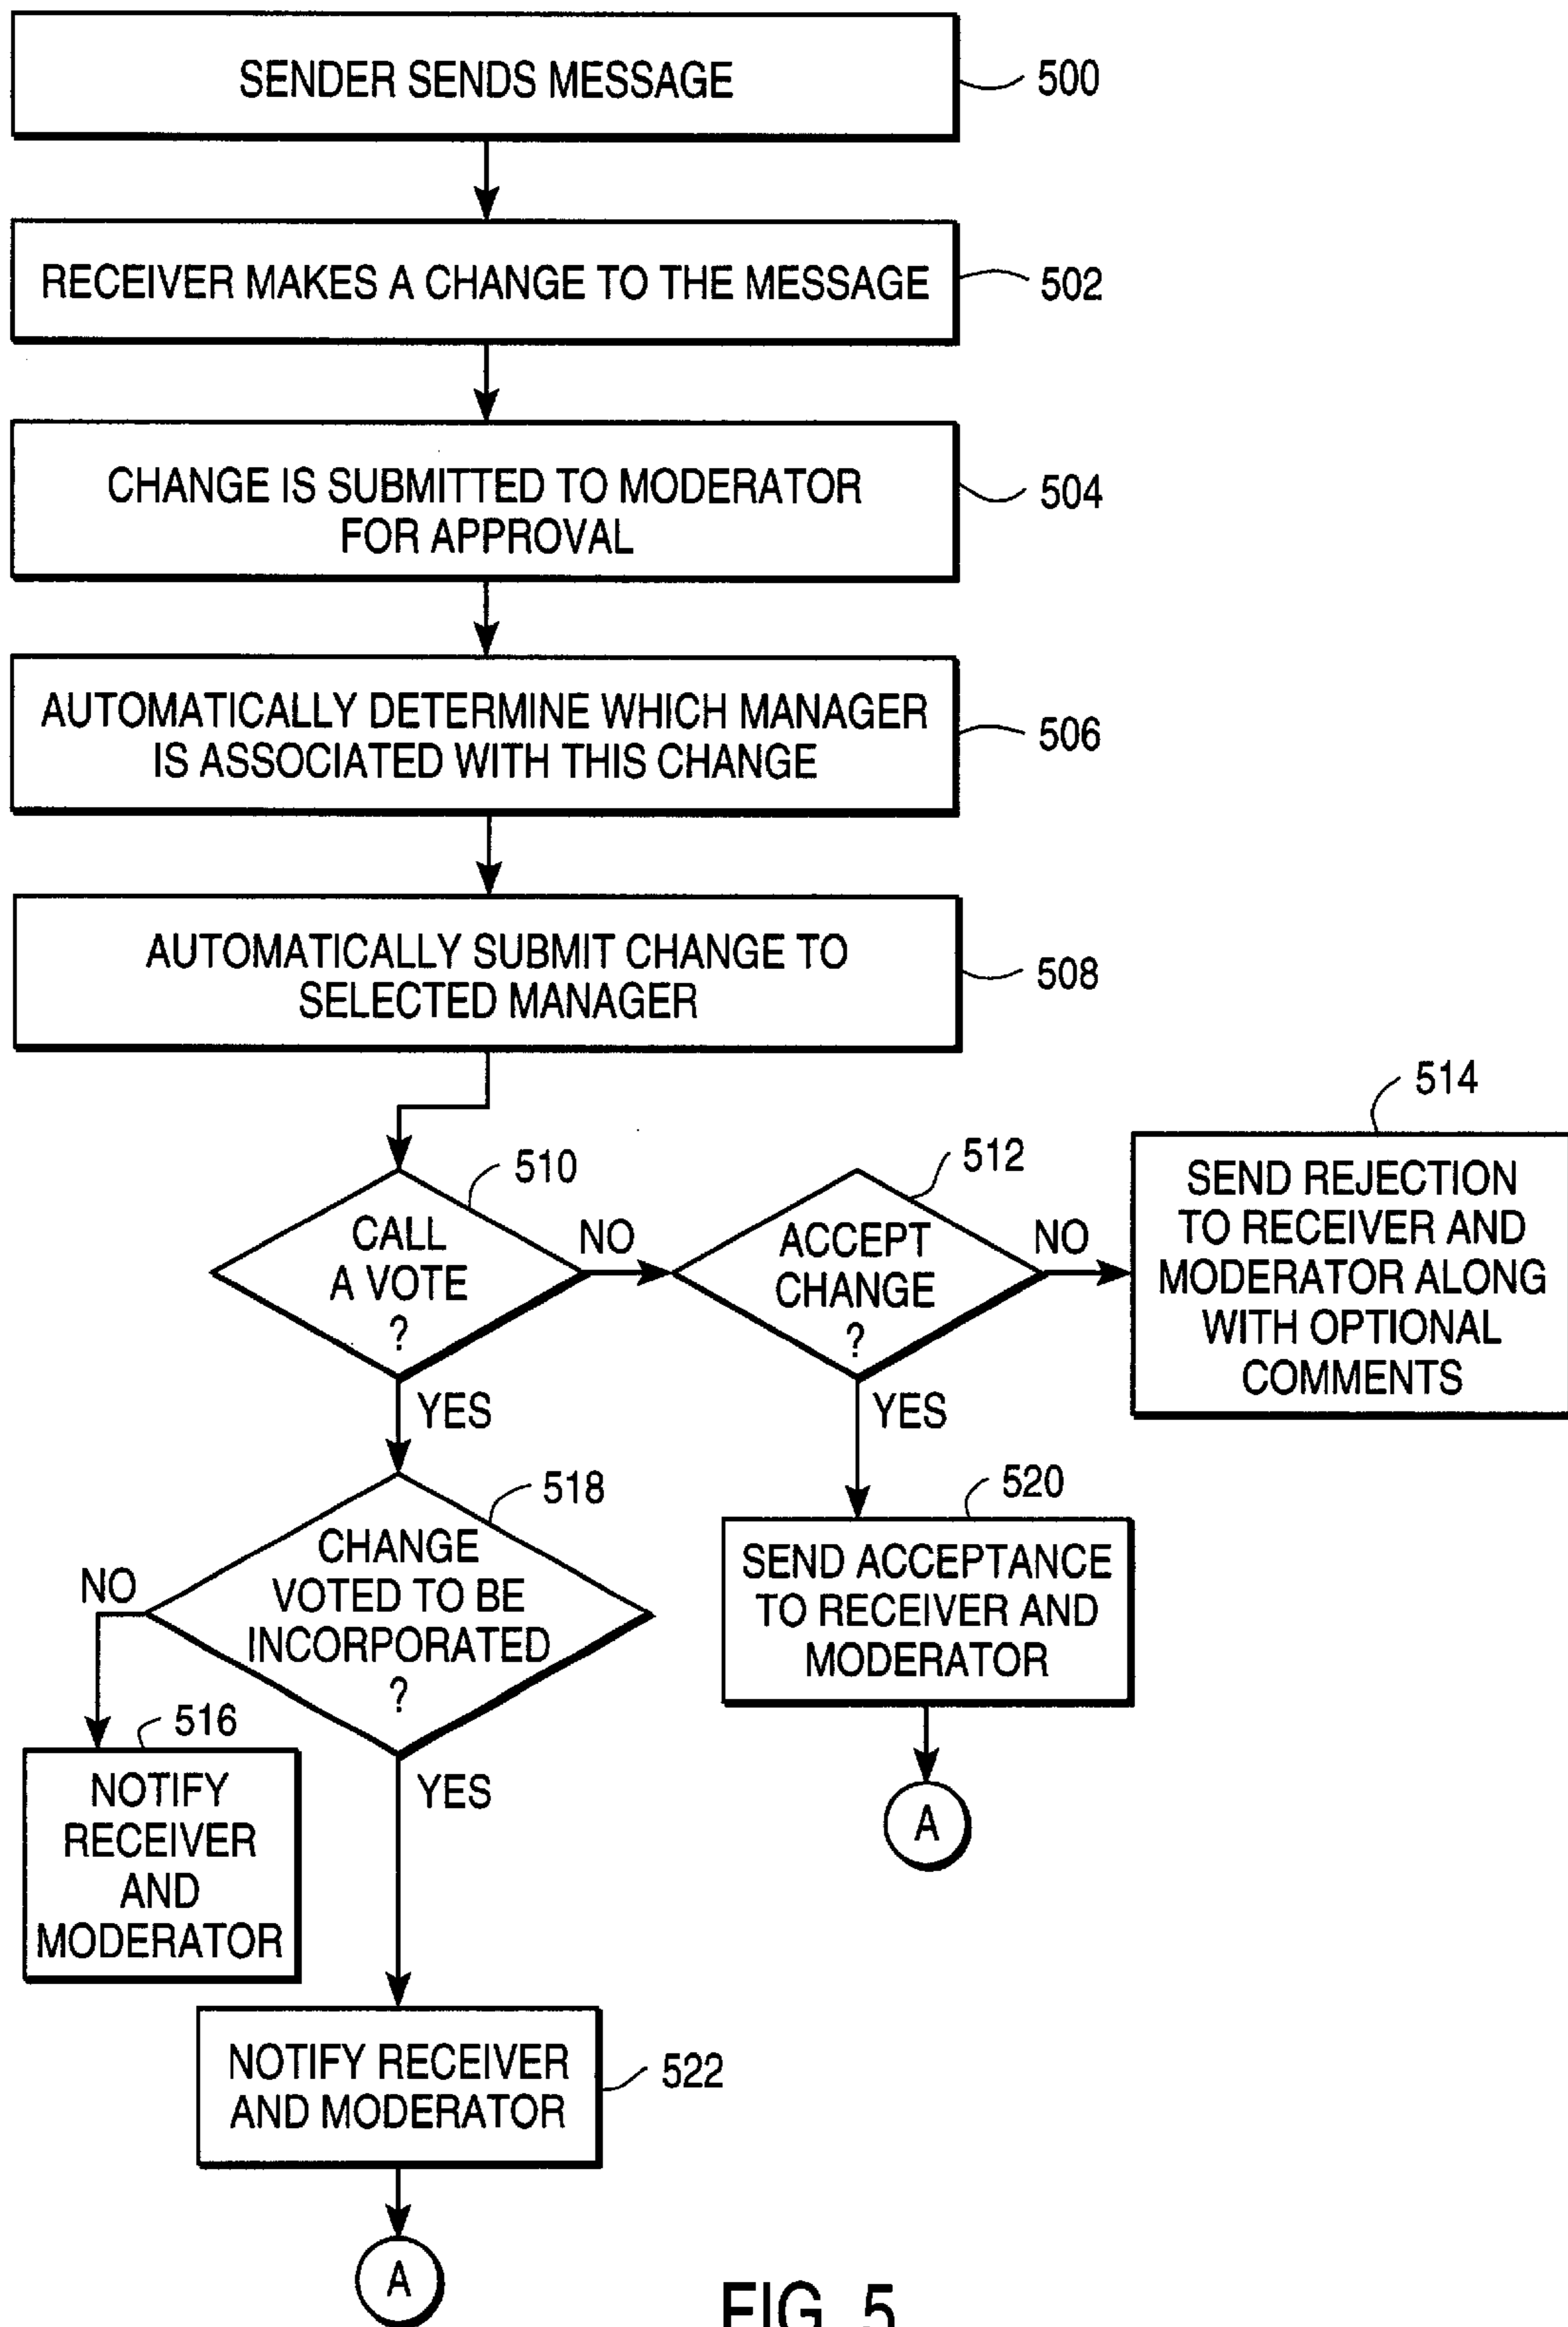 SENDER SENDS MESSAGE
500
RECEIVER MAKES A CHANGE TO THE MESSAGE
502
CHANGE IS SUBMITTED TO MODERATOR
FOR APPROVAL
504
AUTOMATICALLY DETERMINE WHICH MANAGER
IS ASSOCIATED WITH THIS CHANGE
506
AUTOMATICALLY SUBMIT CHANGE TO
SELECTED MANAGER
508
510
CALL
A VOTE
?
NO
YES
512
ACCEPT
CHANGE
?
NO
YES
514
SEND REJECTION
TO RECEIVER AND
MODERATOR ALONG
WITH OPTIONAL
COMMENTS
518
CHANGE
VOTED TO BE
INCORPORATED
?
NO
YES
520
SEND ACCEPTANCE
TO RECEIVER AND
MODERATOR
A
516
NOTIFY
RECEIVER
AND
MODERATOR
NOTIFY RECEIVER
AND MODERATOR
522
A
FIG. 5